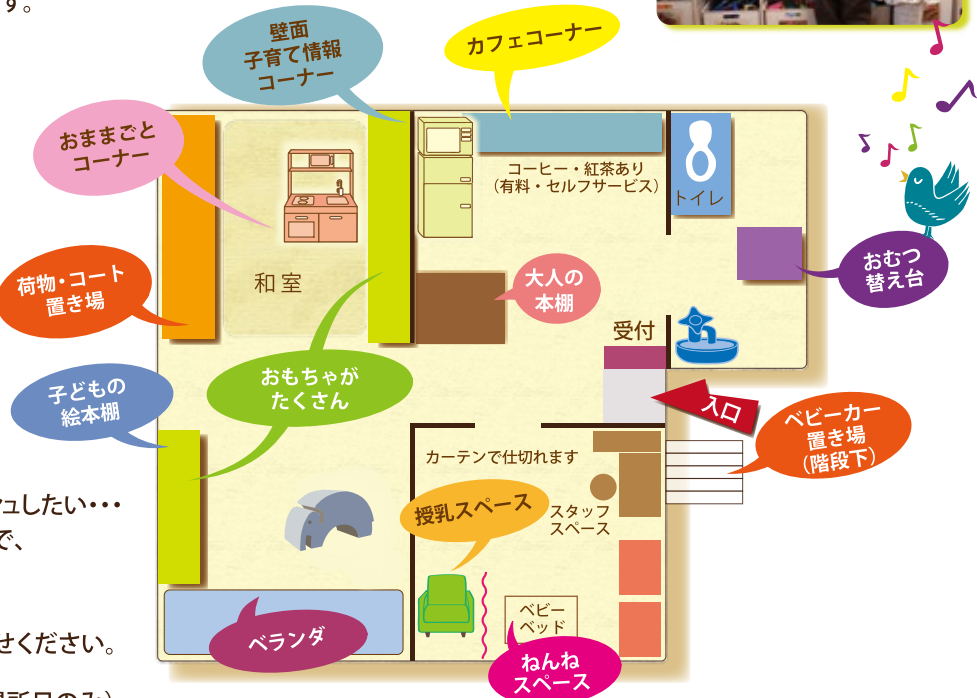 す。
壁面
子育て情報
コーナー
カフェコーナー
おままごと
コーナー
コーヒー・紅茶あり
（有料・セルフサービス）
トイレ
おむつ
替え台
和室
荷物・コート
置き場
大人の
本棚
受付
おもちゃが
たくさん
子どもの
絵本棚
入口
ベビーカー
置き場
（階段下）
カーテンで仕切れます
授乳スペース
スタッフ
スペース
シュしたい・・・
で、
ベビー
ベッド
ベランダ
ねんね
スペース
せください。
所日のみ）